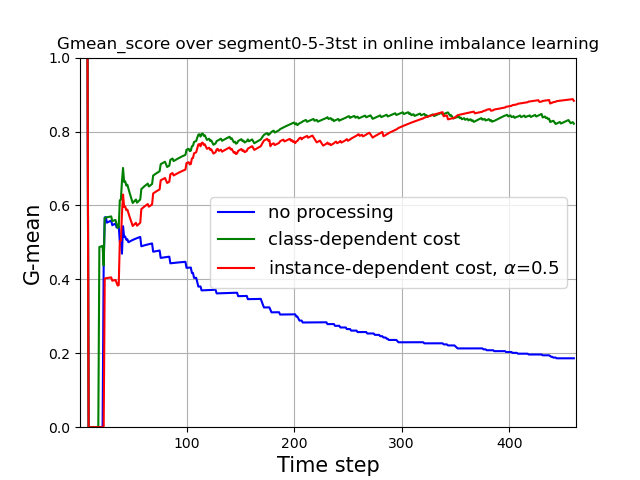 Gmean_score over segment0-5-3tst in online imbalance learning
1.0
0.8
0.6
0.4
0.2
0.0
G-mean
no processing
class-dependent cost
instance-dependent cost, α=0.5
100
200
300
400
Time step